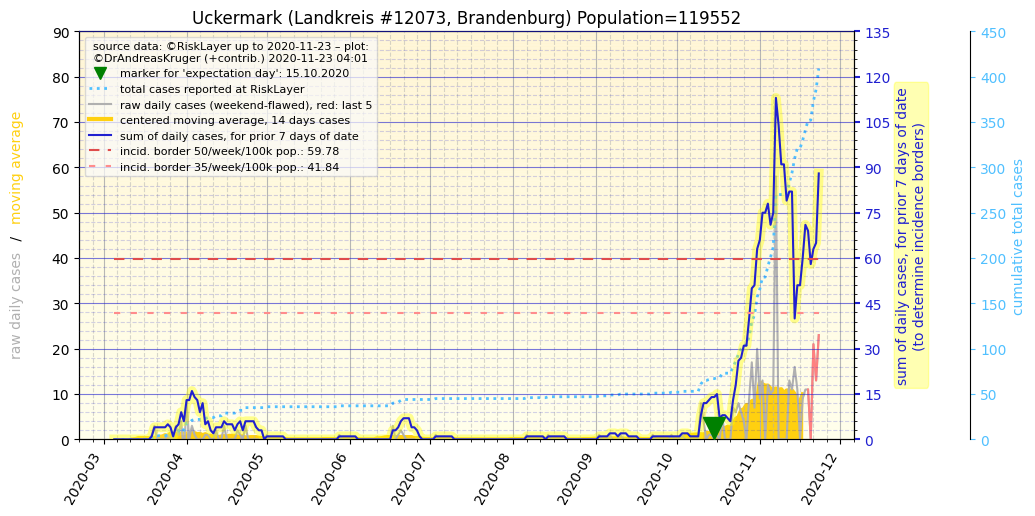 Uckermark (Landkreis #12073, Brandenburg) Population=119552
source data: ©RiskLayer up to 2020-11-23 – plot:
©DrAndreasKruger (+contrib.) 2020-11-23 04:01
marker for 'expectation day': 15.10.2020
total cases reported at RiskLayer
raw daily cases (weekend-flawed), red: last 5
centered moving average, 14 days cases
sum of daily cases, for prior 7 days of date
incid. border 50/week/100k pop.: 59.78
incid. border 35/week/100k pop.: 41.84
raw daily cases / moving average
90
80
70
60
50
40
30
20
10
0
135
120
105
90
75
60
45
30
15
0
sum of daily cases, for prior 7 days of date
(to determine incidence borders)
450
400
350
300
250
200
150
100
50
0
cumulative total cases
2020-03
2020-04
2020-05
2020-06
2020-07
2020-08
2020-09
2020-10
2020-11
2020-12